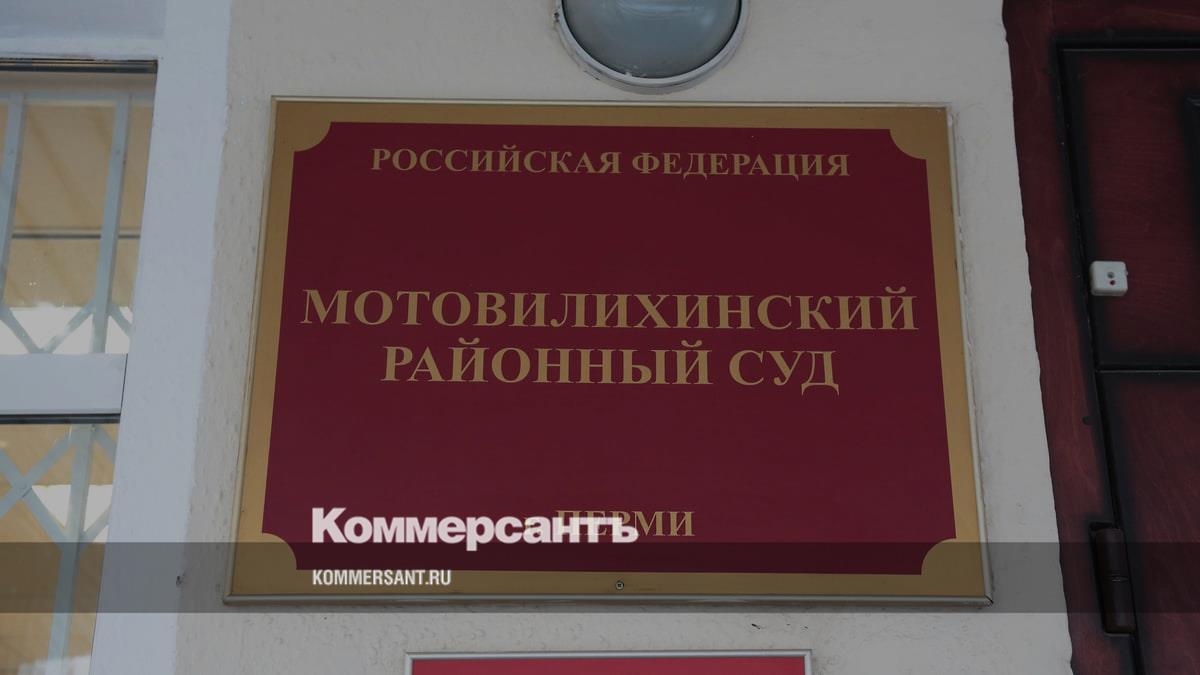 РОССИЙСКАЯ ФЕДЕРАЦИЯ
МОТОВИЛИХИНСКИЙ
РАЙОННЫЙ СУД
ПЕРМИ
Коммерсантъ
KOMMERSANT.RU